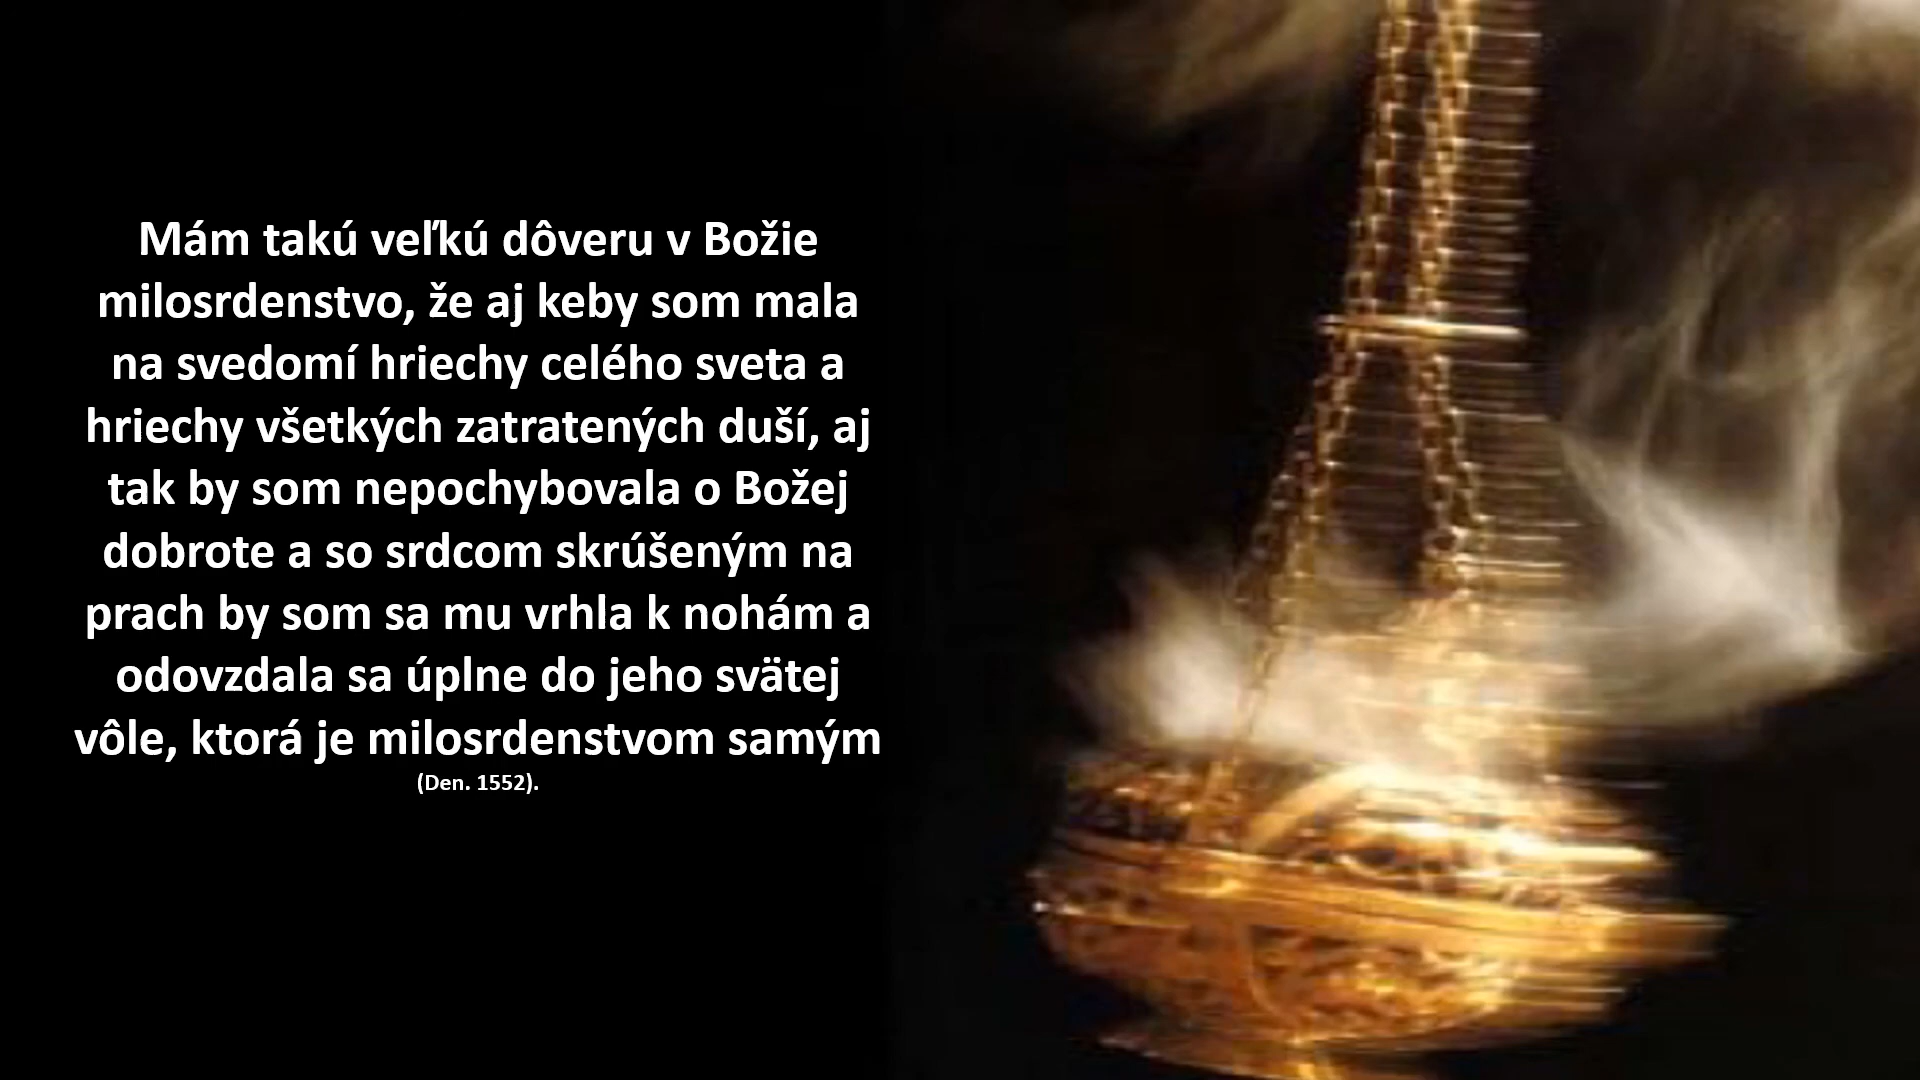 Mám takú veľkú dôveru v Božie
milosrdenstvo, že aj keby som mala
na svedomí hriechy celého sveta a
hriechy všetkých zatratených duší, aj
tak by som nepochybovala o Božej
dobrote a so srdcom skrúšeným na
prach by som sa mu vrhla k nohám a
odovzdala sa úplne do jeho svätej
vôle, ktorá je milosrdenstvom samým
(Den. 1552).